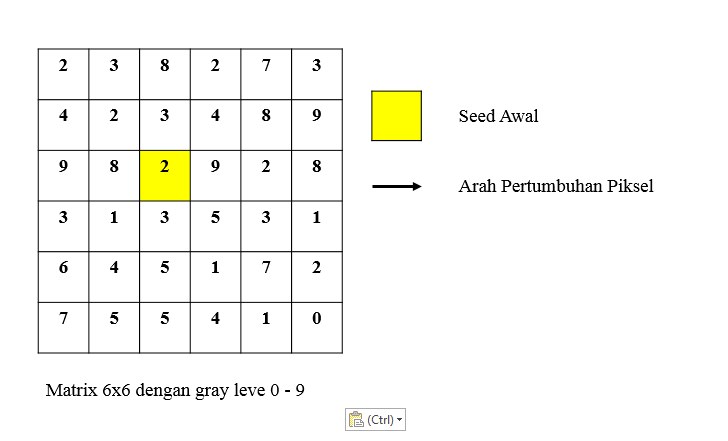 2 3 8 2 7 3
4 2 3 4 8 9
Seed Awal
9 8 2 9 2 8
Arah Pertumbuhan Piksel
3 1 3 5 3 1
6 4 5 1 7 2
7 5 5 4 1 0
Matrix 6x6 dengan gray leve 0 - 9
(Ctrl)